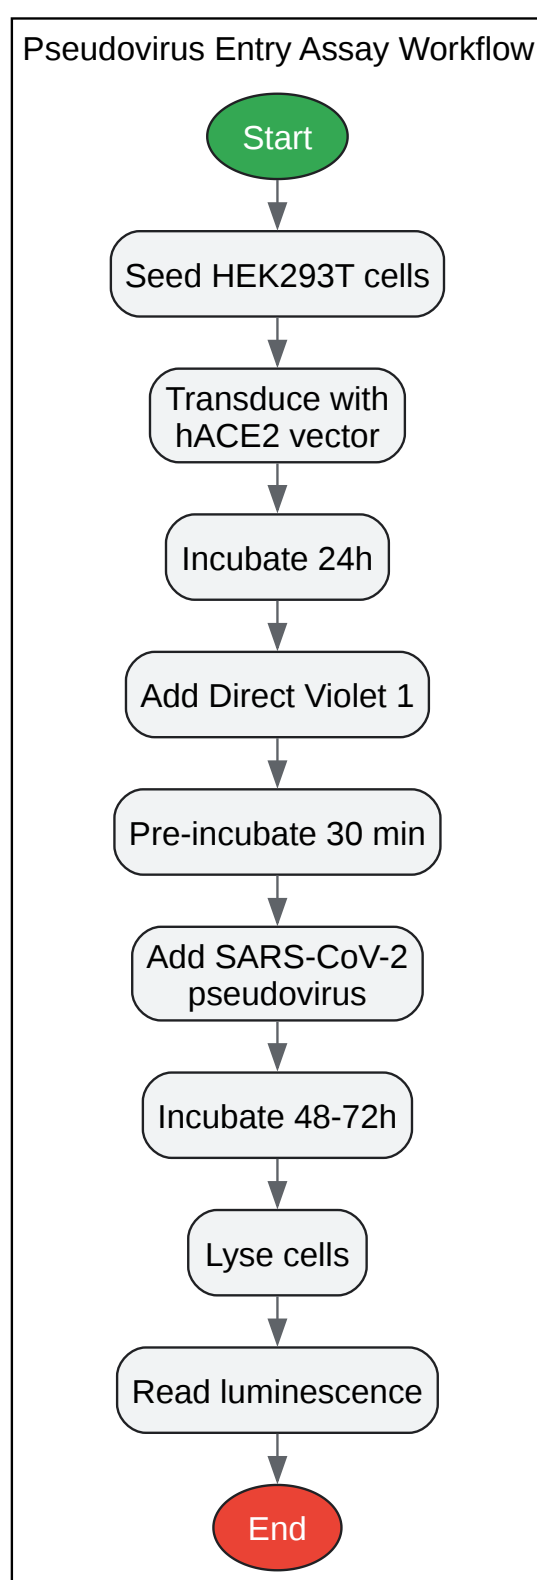 Pseudovirus Entry Assay Workflow
Start
Seed HEK293T cells
Transduce with
hACE2 vector
Incubate 24h
Add Direct Violet 1
Pre-incubate 30 min
Add SARS-CoV-2
pseudovirus
Incubate 48-72h
Lyse cells
Read luminescence
End